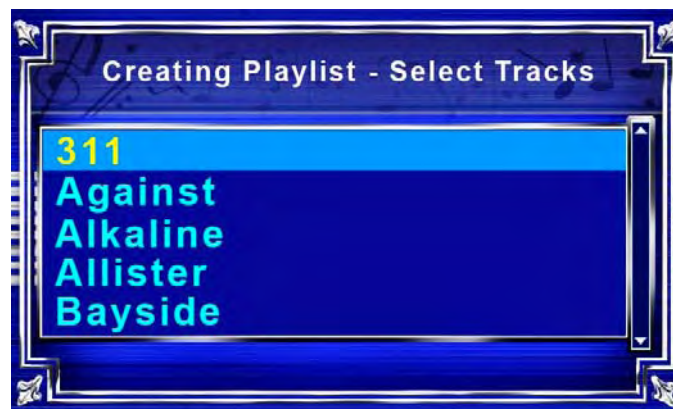 Creating Playlist - Select Tracks
311
Against
Alkaline
Allister
Bayside